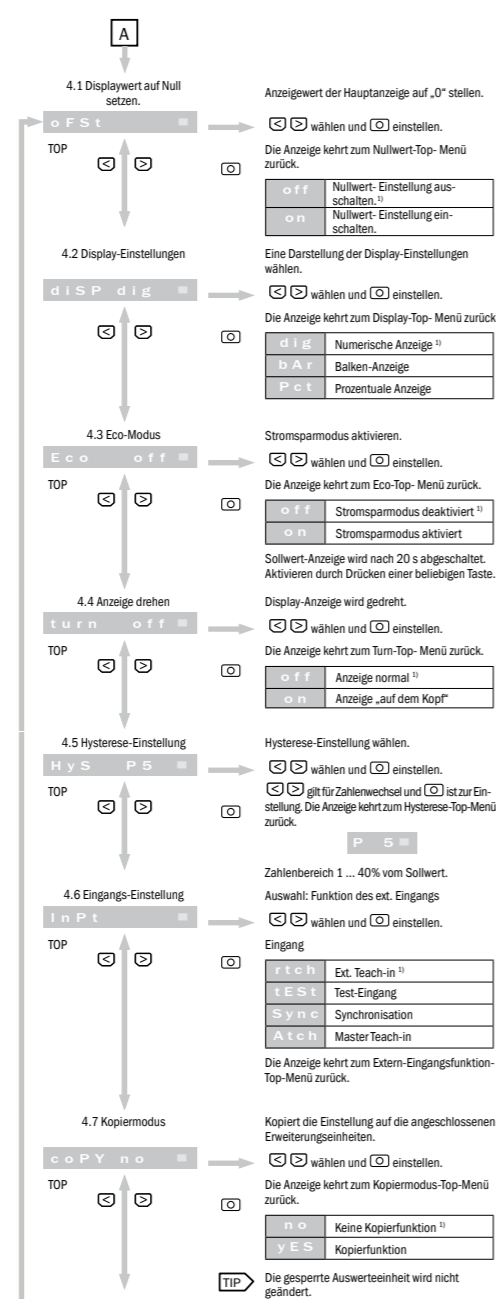 A
4.1 Displaywert auf Null
setzen.
Anzeigewert der Hauptanzeige auf „0“ stellen.
oFSt
< > wählen und O einstellen.
TOP
< >
O
Die Anzeige kehrt zum Nullwert-Top- Menü
zurück.
off Nullwert- Einstellung aus-
schalten. 1)
on Nullwert- Einstellung ein-
schalten.
4.2 Display-Einstellungen
Eine Darstellung der Display-Einstellungen
wählen.
diSP dig
< > wählen und O einstellen.
< >
O
Die Anzeige kehrt zum Display-Top- Menü zurück
dig Numerische Anzeige 1)
bAr Balken-Anzeige
Pct Prozentuale Anzeige
4.3 Eco-Modus
Stromsparmodus aktivieren.
Eco off
< > wählen und O einstellen.
TOP
< >
O
Die Anzeige kehrt zum Eco-Top- Menü zurück.
off Stromsparmodus deaktiviert 1)
on Stromsparmodus aktiviert
Sollwert-Anzeige wird nach 20 s abgeschaltet.
Aktivieren durch Drücken einer beliebigen Taste.
4.4 Anzeige drehen
Display-Anzeige wird gedreht.
turn off
< > wählen und O einstellen.
TOP
< >
O
Die Anzeige kehrt zum Turn-Top- Menü zurück.
off Anzeige normal 1)
on Anzeige „auf dem Kopf“
4.5 Hysterese-Einstellung
Hysterese-Einstellung wählen.
HyS P5
< > wählen und O einstellen.
TOP
< >
O
< > gilt für Zahlenwechsel und O ist zur Ein-
stellung. Die Anzeige kehrt zum Hysterese-Top-Menü
zurück.
P 5
Zahlenbereich 1 ... 40% vom Sollwert.
4.6 Eingangs-Einstellung
Auswahl: Funktion des ext. Eingangs
InPt
< > wählen und O einstellen.
TOP
< >
O
Eingang
rtch Ext. Teach-in 1)
tESt Test-Eingang
Sync Synchronisation
Atch Master Teach-in
Die Anzeige kehrt zum Extern-Eingangsfunktion-
Top-Menü zurück.
4.7 Kopiermodus
Kopiert die Einstellung auf die angeschlossenen
Erweiterungseinheiten.
coPY no
< > wählen und O einstellen.
TOP
< >
O
Die Anzeige kehrt zum Kopiermodus-Top-Menü
zurück.
no Keine Kopierfunktion 1)
yES Kopierfunktion
TIP Die gesperrte Auswerteeinheit wird nicht
geändert.